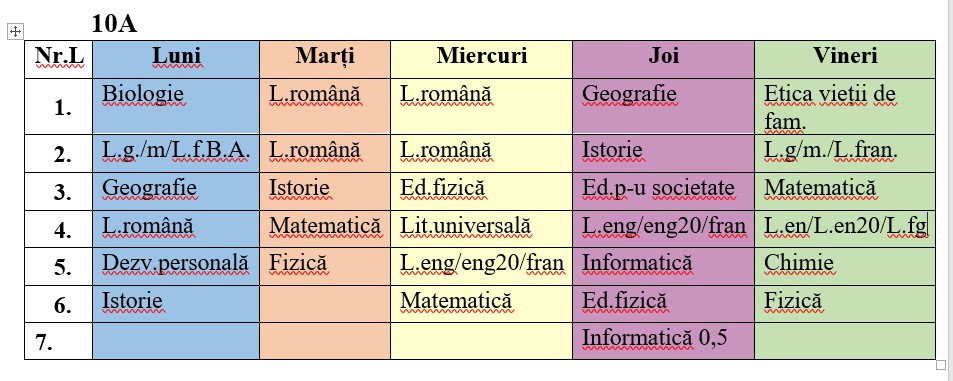 10A
Nr.L Luni Marți Miercuri Joi Vineri
1. Biologie L.română L.română Geografie Etica vieții de
fam.
2. L.g./m/L.f.B.A. L.română L.română Istorie L.g/m./L.fran.
3. Geografie Istorie Ed.fizică Ed.p-u societate Matematică
4. L.română Matematică Lit.universală L.eng/eng20/fran L.en/L.en20/L.fg
5. Dezv.personală Fizică L.eng/eng20/fran Informatică Chimie
6. Istorie Matematică Ed.fizică Fizică
7. Informatică 0,5